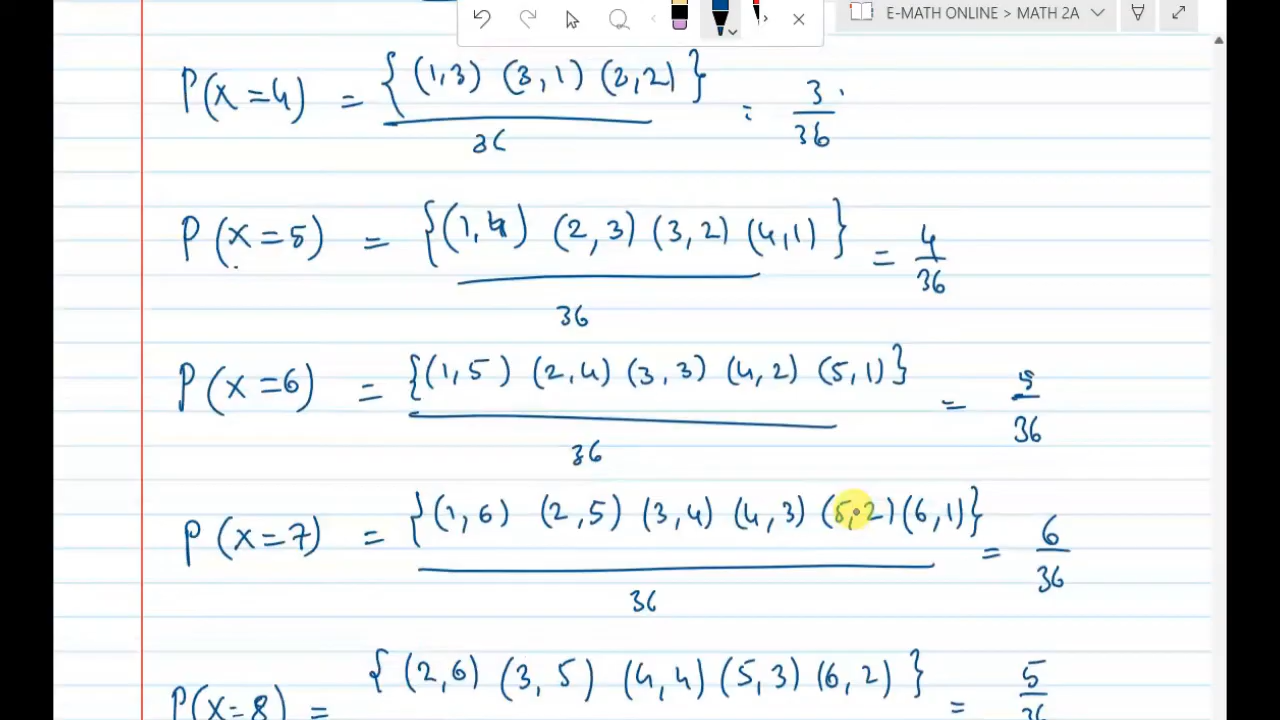 E-MATH ONLINE > MATH 2A
P(x=4) = {(1,3) (3,1) (2,2)} / 36 = 3/36
P(x=5) = {(1,4) (2,3) (3,2) (4,1)} / 36 = 4/36
P(x=6) = {(1,5) (2,4) (3,3) (4,2) (5,1)} / 36 = 5/36
P(x=7) = {(1,6) (2,5) (3,4) (4,3) (5,2) (6,1)} / 36 = 6/36
P(x=8) = {(2,6) (3,5) (4,4) (5,3) (6,2)} = 5/36